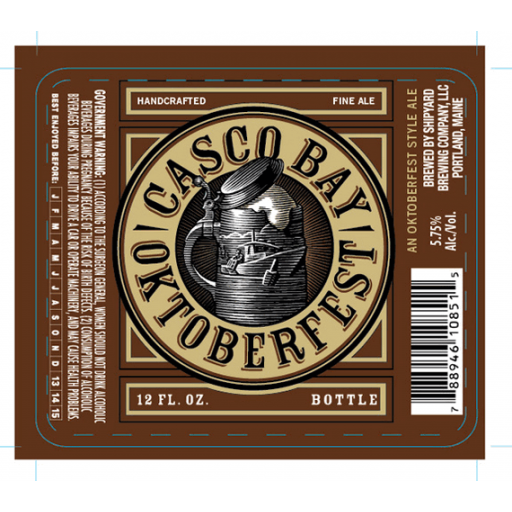 HANDCRAFTED FINE ALE
CASCO BAY
OKTOBERFEST
12 FL. OZ. BOTTLE
GOVERNMENT WARNING: (1) ACCORDING TO THE SURGEON GENERAL, WOMEN SHOULD NOT DRINK ALCOHOLIC
BEVERAGES DURING PREGNANCY BECAUSE OF THE RISK OF BIRTH DEFECTS. (2) CONSUMPTION OF ALCOHOLIC
BEVERAGES IMPAIRS YOUR ABILITY TO DRIVE A CAR OR OPERATE MACHINERY, AND MAY CAUSE HEALTH PROBLEMS.
BEST ENJOYED BEFORE: J F M A M J J A S O N D 13 14 15
AN OKTOBERFEST STYLE ALE
BREWED BY SHIPYARD
BREWING COMPANY, LLC
PORTLAND, MAINE
5.75%
Alc./Vol.
7 88946 10851 5